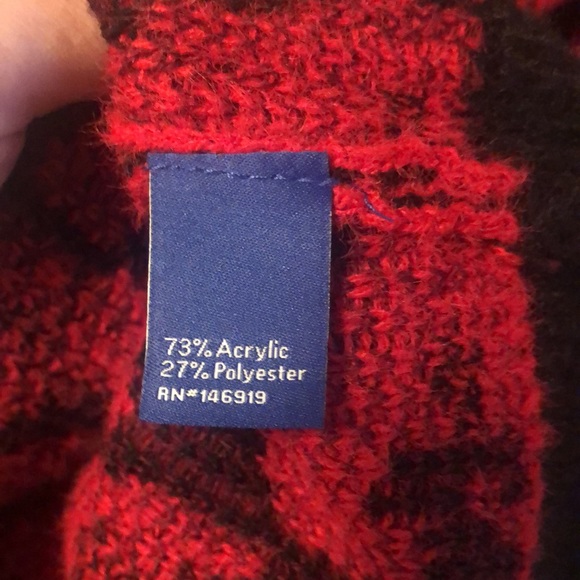 73% Acrylic
27% Polyester
RN#146919